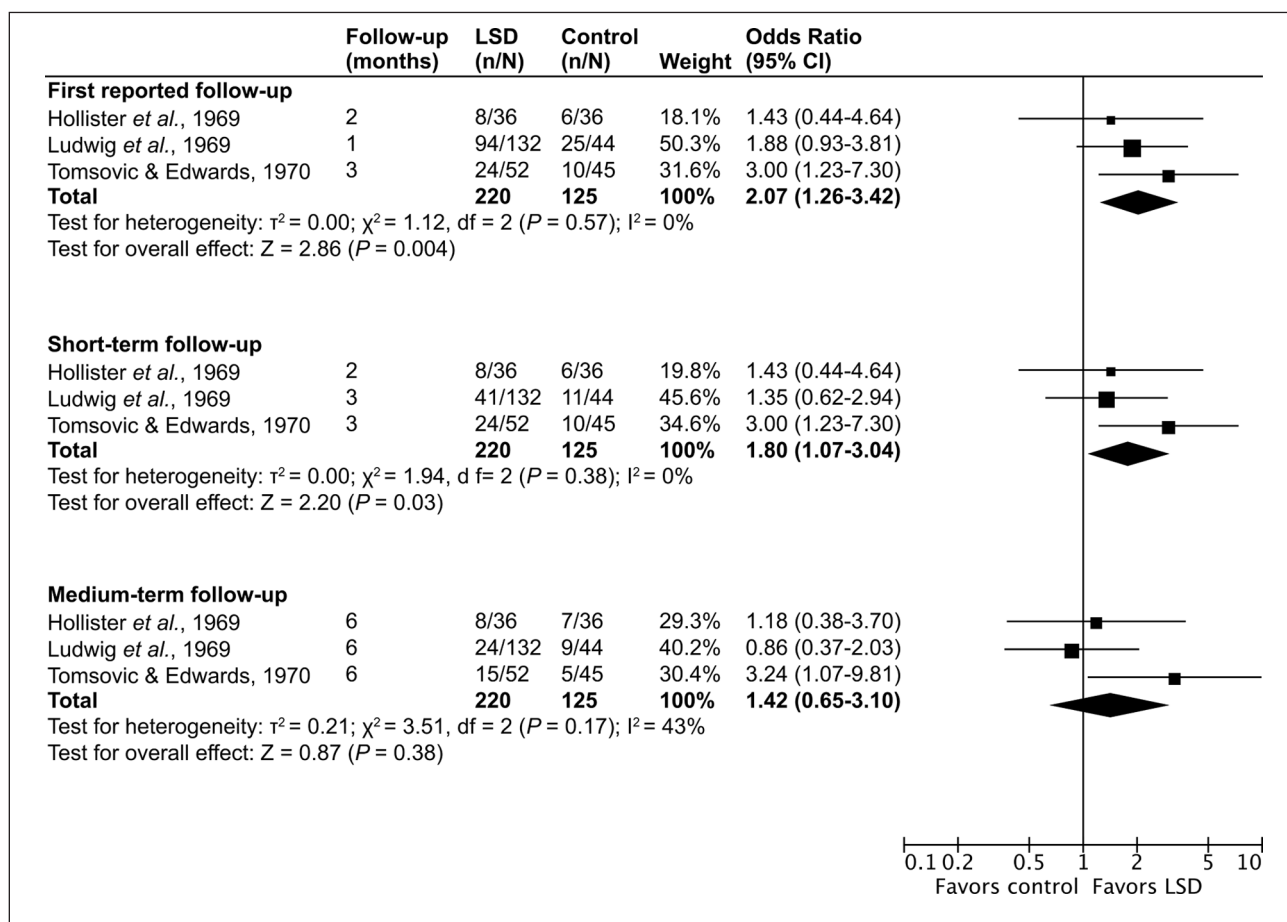 Follow-up LSD Control Odds Ratio
(months) (n/N) (n/N) Weight (95% CI)
First reported follow-up
Hollister et al., 1969 2 8/36 6/36 18.1% 1.43 (0.44-4.64)
Ludwig et al., 1969 1 94/132 25/44 50.3% 1.88 (0.93-3.81)
Tomsovic & Edwards, 1970 3 24/52 10/45 31.6% 3.00 (1.23-7.30)
Total 220 125 100% 2.07 (1.26-3.42)
Test for heterogeneity: τ² = 0.00; χ² = 1.12, df = 2 (P = 0.57); I² = 0%
Test for overall effect: Z = 2.86 (P = 0.004)
Short-term follow-up
Hollister et al., 1969 2 8/36 6/36 19.8% 1.43 (0.44-4.64)
Ludwig et al., 1969 3 41/132 11/44 45.6% 1.35 (0.62-2.94)
Tomsovic & Edwards, 1970 3 24/52 10/45 34.6% 3.00 (1.23-7.30)
Total 220 125 100% 1.80 (1.07-3.04)
Test for heterogeneity: τ² = 0.00; χ² = 1.94, d f= 2 (P = 0.38); I² = 0%
Test for overall effect: Z = 2.20 (P = 0.03)
Medium-term follow-up
Hollister et al., 1969 6 8/36 7/36 29.3% 1.18 (0.38-3.70)
Ludwig et al., 1969 6 24/132 9/44 40.2% 0.86 (0.37-2.03)
Tomsovic & Edwards, 1970 6 15/52 5/45 30.4% 3.24 (1.07-9.81)
Total 220 125 100% 1.42 (0.65-3.10)
Test for heterogeneity: τ² = 0.21; χ² = 3.51, df = 2 (P = 0.17); I² = 43%
Test for overall effect: Z = 0.87 (P = 0.38)
0.1 0.2 0.5 1 2 5 10
Favors control Favors LSD